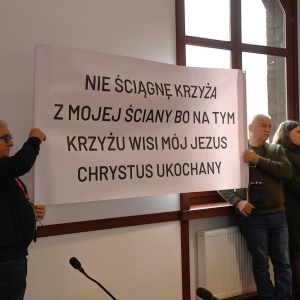 NIE ŚCIĄGNĘ KRZYŻA
Z MOJEJ ŚCIANY BO NA TYM
KRZYŻU WISI MÓJ JEZUS
CHRYSTUS UKOCHANY